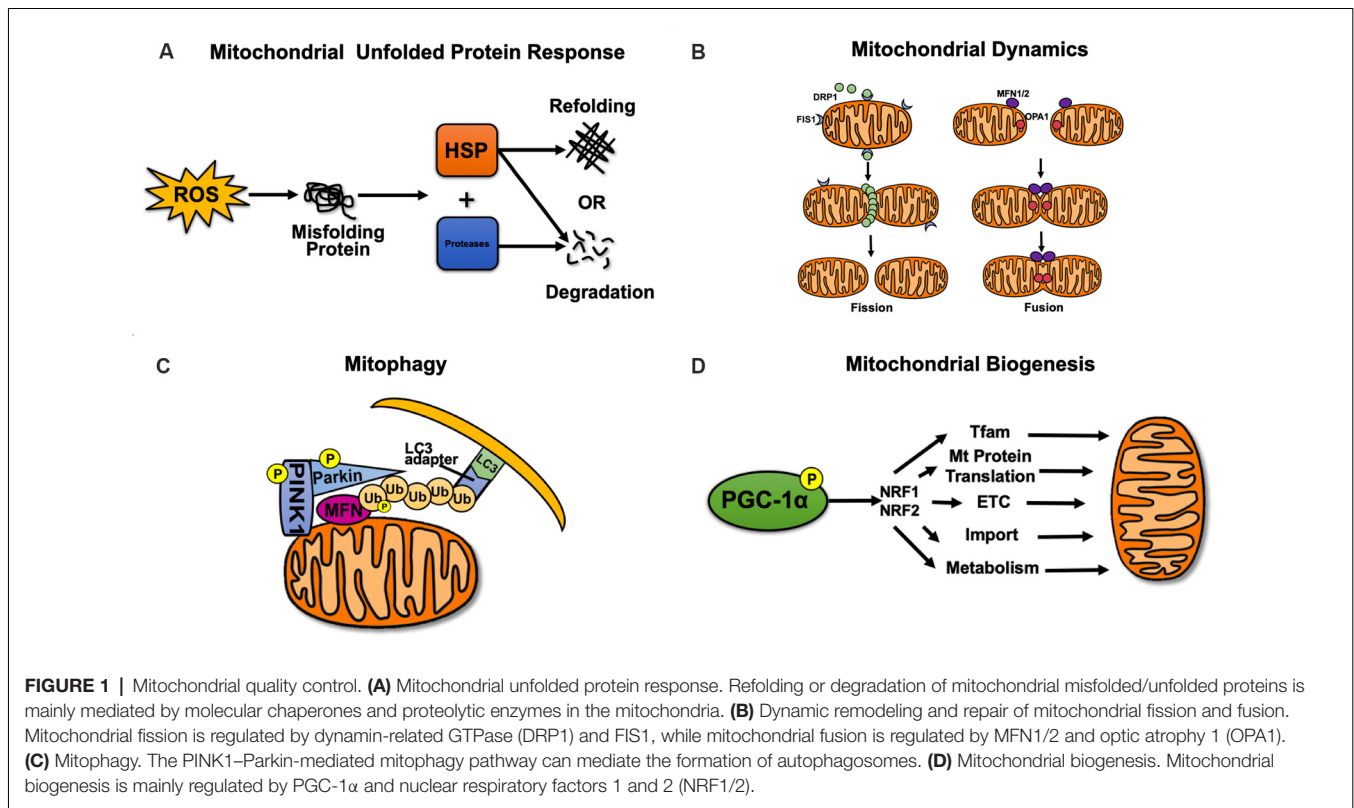 A Mitochondrial Unfolded Protein Response
ROS
Misfolding
Protein
HSP
+
Proteases
Refolding
OR
Degradation
B Mitochondrial Dynamics
DRP1
FIS1
MFN1/2
OPA1
Fission
Fusion
C Mitophagy
P
P
PINK1
Parkin
MFN
Ub
P
Ub
Ub
Ub
Ub
LC3
adapter
LC3
D Mitochondrial Biogenesis
PGC-1α
P
NRF1
NRF2
Tfam
Mt Protein
Translation
ETC
Import
Metabolism
FIGURE 1 | Mitochondrial quality control. (A) Mitochondrial unfolded protein response. Refolding or degradation of mitochondrial misfolded/unfolded proteins is
mainly mediated by molecular chaperones and proteolytic enzymes in the mitochondria. (B) Dynamic remodeling and repair of mitochondrial fission and fusion.
Mitochondrial fission is regulated by dynamin-related GTPase (DRP1) and FIS1, while mitochondrial fusion is regulated by MFN1/2 and optic atrophy 1 (OPA1).
(C) Mitophagy. The PINK1–Parkin-mediated mitophagy pathway can mediate the formation of autophagosomes. (D) Mitochondrial biogenesis. Mitochondrial
biogenesis is mainly regulated by PGC-1α and nuclear respiratory factors 1 and 2 (NRF1/2).